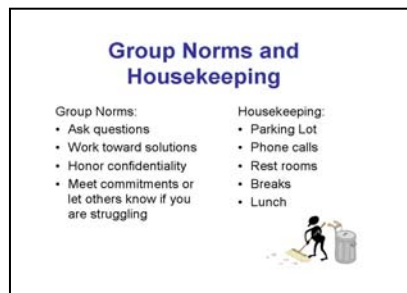 Group Norms and
Housekeeping
Group Norms:
• Ask questions
• Work toward solutions
• Honor confidentiality
• Meet commitments or
let others know if you
are struggling
Housekeeping:
• Parking Lot
• Phone calls
• Rest rooms
• Breaks
• Lunch